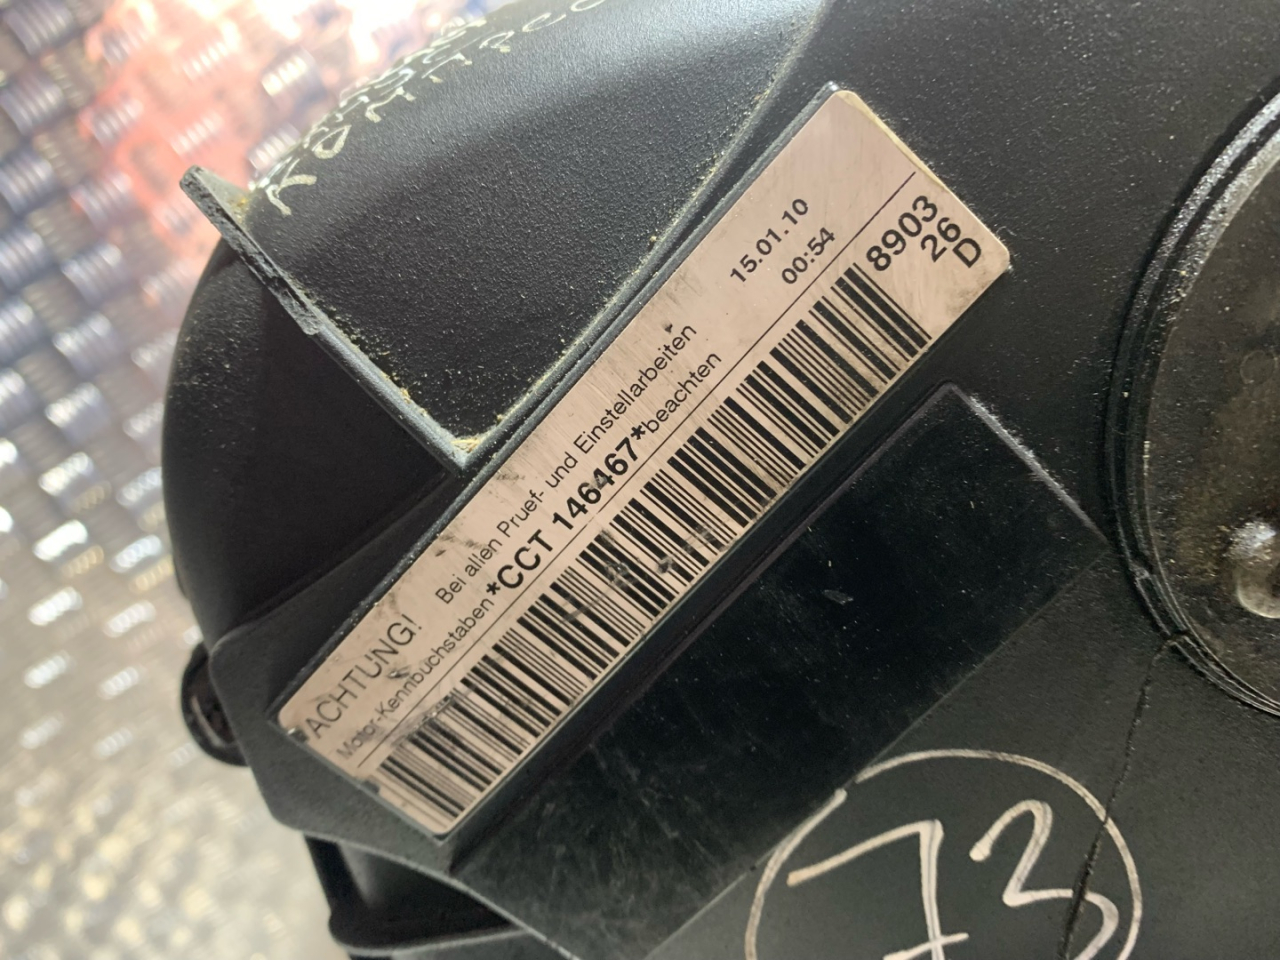 ACHTUNG! Bei allen Pruef- und Einstellarbeiten
Motor-Kennbuchstaben *CCT 146467* beachten
15.01.10
00:54
8903
26
D
73